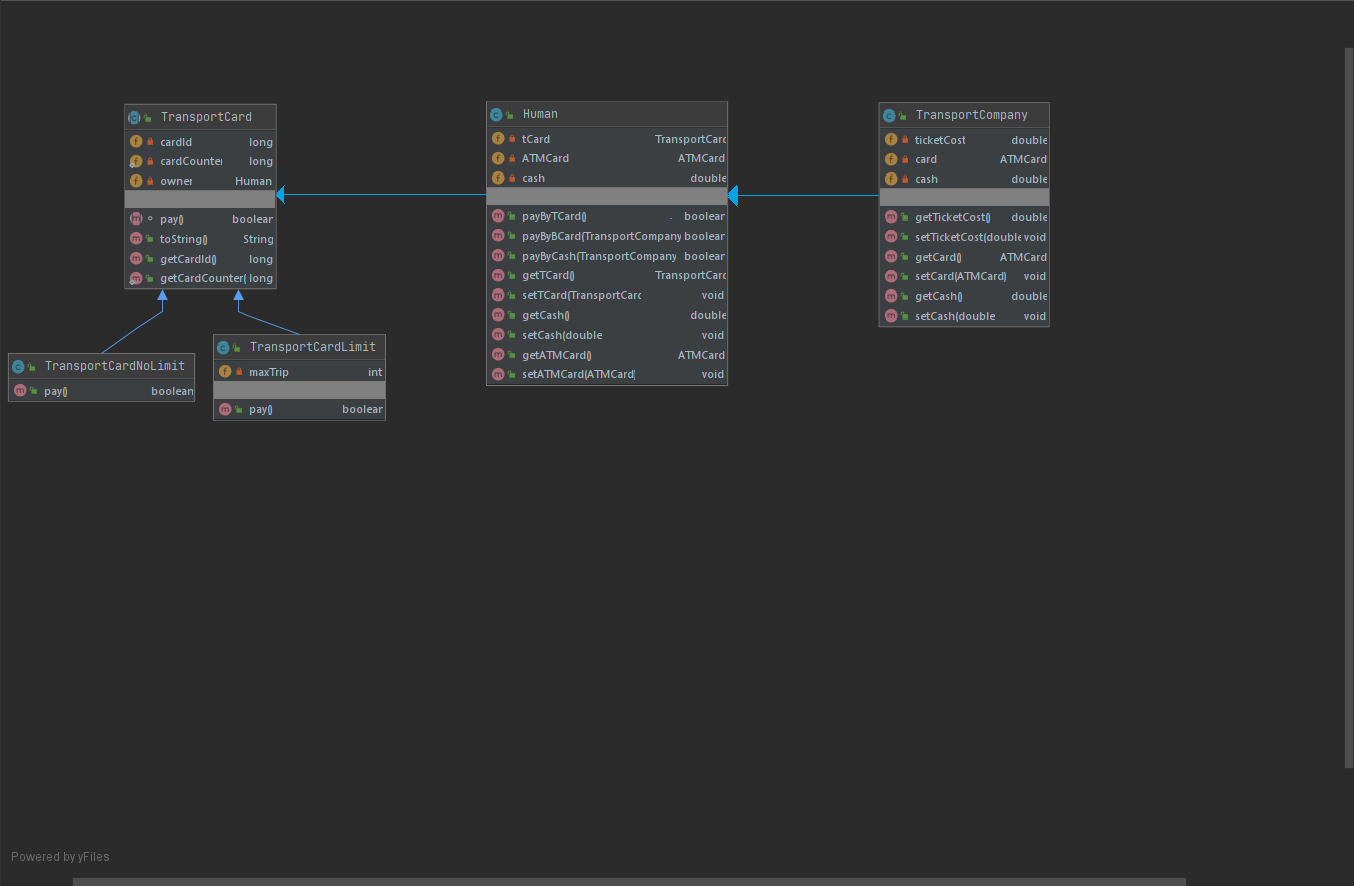 TransportCard
cardId long
cardCounter long
owner Human
pay() boolean
toString() String
getCardId() long
getCardCounter( long
TransportCardNoLimit
pay() boolean
TransportCardLimit
maxTrip int
pay() boolean
Human
tCard TransportCard
ATMCard ATMCard
cash double
payByTCard() boolean
payByBCard(TransportCompany boolean
payByCash(TransportCompany boolean
getTCard() TransportCard
setTCard(TransportCard void
getCash() double
setCash(double void
getATMCard() ATMCard
setATMCard(ATMCard) void
TransportCompany
ticketCost double
card ATMCard
cash double
getTicketCost() double
setTicketCost(double void
getCard() ATMCard
setCard(ATMCard) void
getCash() double
setCash(double void
Powered by yFiles